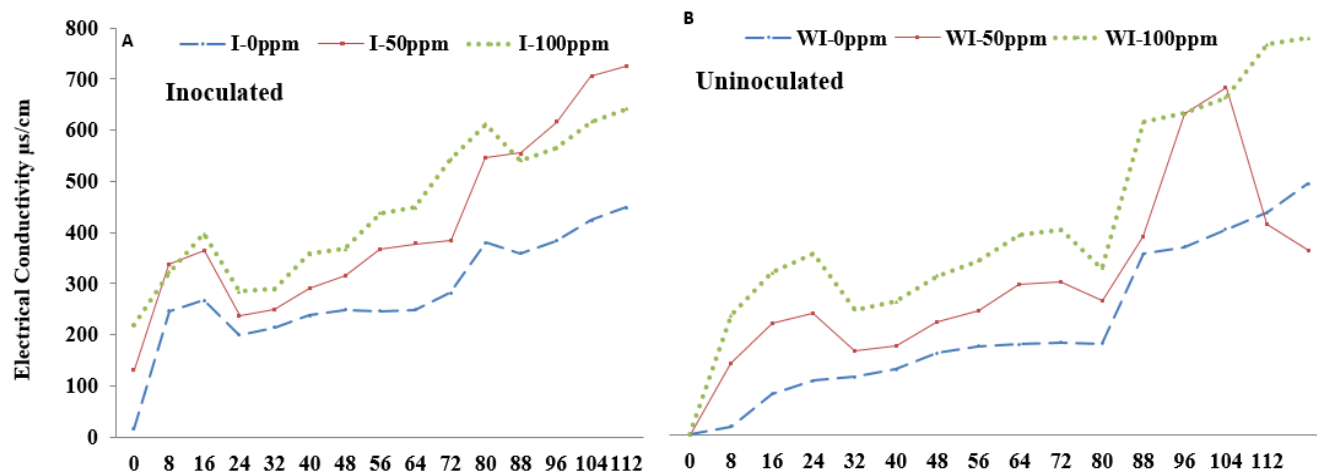 A
I-0ppm I-50ppm I-100ppm
Inoculated
Electrical Conductivity µs/cm
800
700
600
500
400
300
200
100
0
0 8 16 24 32 40 48 56 64 72 80 88 96 104 112
B
WI-0ppm WI-50ppm WI-100ppm
Uninoculated
0 8 16 24 32 40 48 56 64 72 80 88 96 104 112